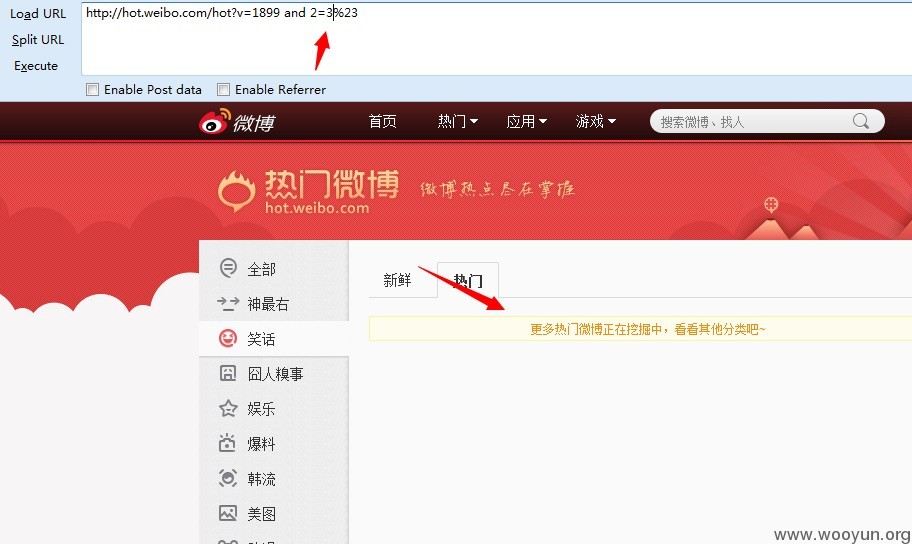 Load URL
http://hot.weibo.com/hot?v=1899 and 2=3%23
Split URL
Execute
Enable Post data
Enable Referrer
微博
首页
热门
应用
游戏
搜索微博、找人
热门微博
hot.weibo.com
微博热点尽在掌握
全部
神最右
笑话
囧人糗事
娱乐
爆料
韩流
美图
新鲜
热门
更多热门微博正在挖掘中，看看其他分类吧~
www.wooyun.org